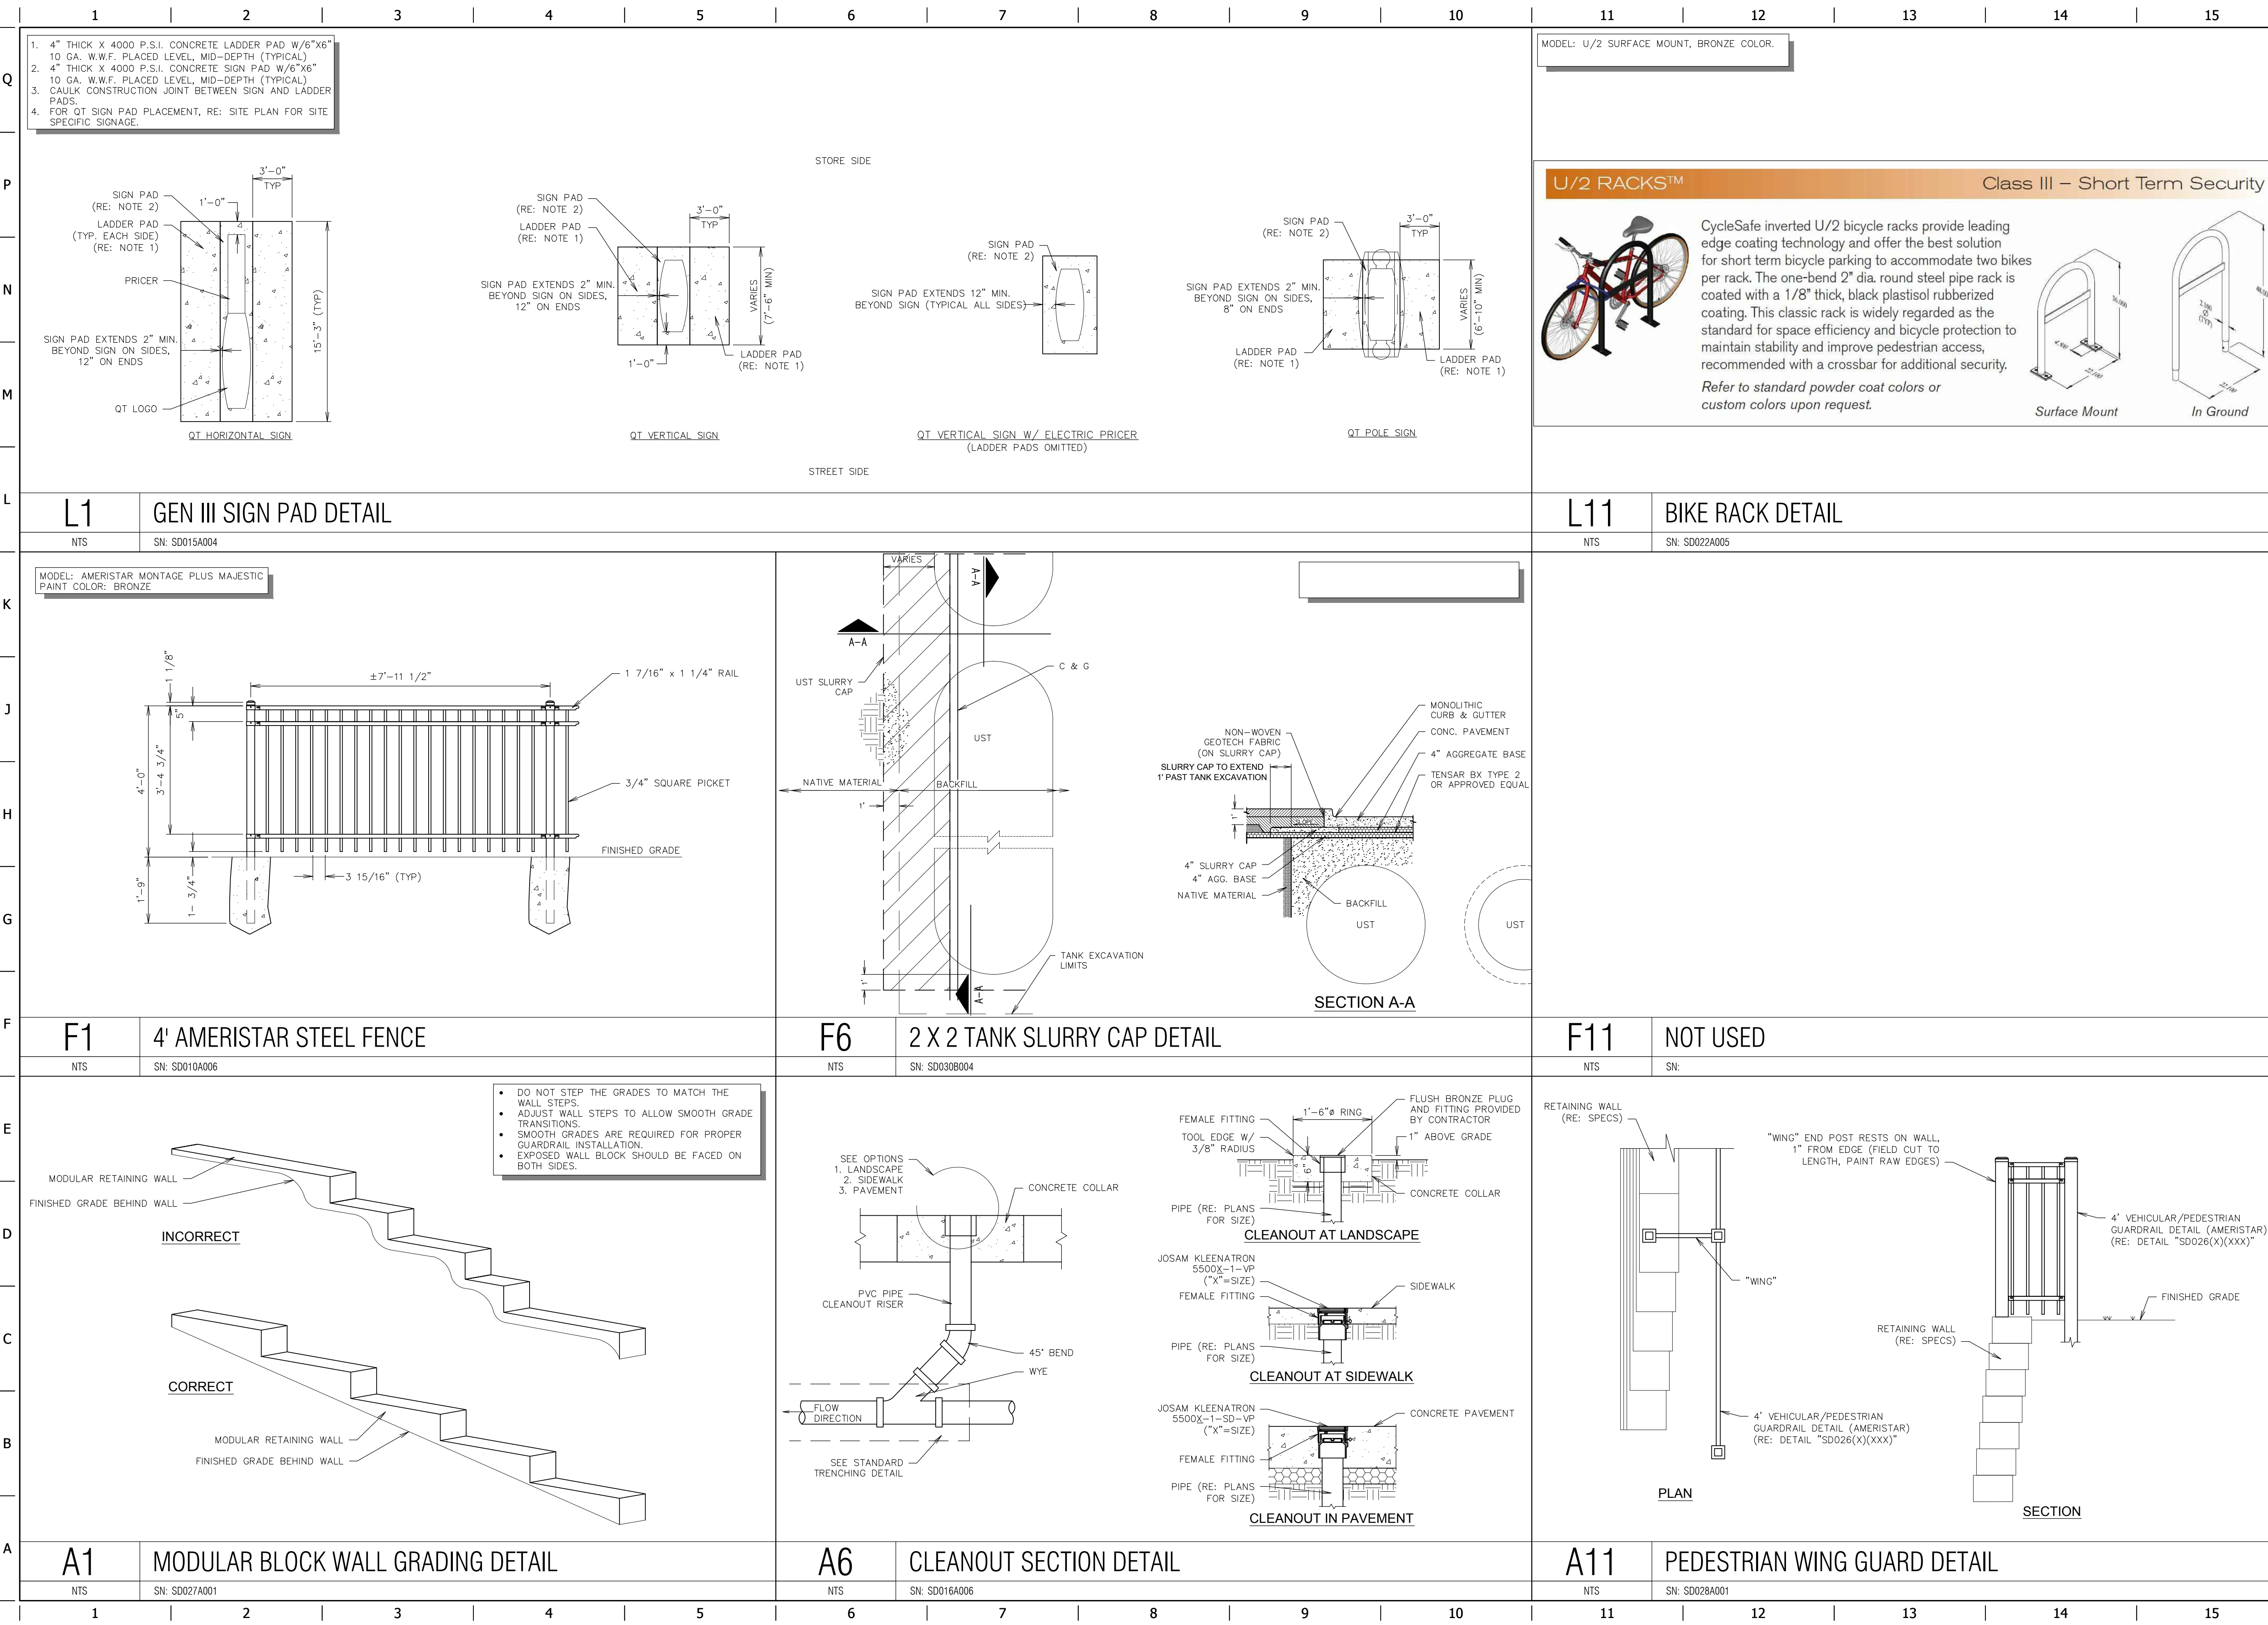 1 2 3 4 5 6 7 8 9 10 11 12 13 14 15
Q
P
N
M
L
K
J
H
G
F
E
D
C
B
A
1. 4" THICK X 4000 P.S.I. CONCRETE LADDER PAD W/6"X6"
10 GA. W.W.F. PLACED LEVEL, MID-DEPTH (TYPICAL)
2. 4" THICK X 4000 P.S.I. CONCRETE SIGN PAD W/6"X6"
10 GA. W.W.F. PLACED LEVEL, MID-DEPTH (TYPICAL)
3. CAULK CONSTRUCTION JOINT BETWEEN SIGN AND LADDER
PADS.
4. FOR QT SIGN PAD PLACEMENT, RE: SITE PLAN FOR SITE
SPECIFIC SIGNAGE.
STORE SIDE
3'-0"
TYP
1'-0"
SIGN PAD
(RE: NOTE 2)
LADDER PAD
(TYP. EACH SIDE)
(RE: NOTE 1)
PRICER
SIGN PAD EXTENDS 2" MIN.
BEYOND SIGN ON SIDES,
12" ON ENDS
QT LOGO
15'-3" (TYP)
QT HORIZONTAL SIGN
SIGN PAD
(RE: NOTE 2)
LADDER PAD
(RE: NOTE 1)
3'-0"
TYP
SIGN PAD EXTENDS 2" MIN.
BEYOND SIGN ON SIDES,
12" ON ENDS
VARIES
(7'-6" MIN)
1'-0"
LADDER PAD
(RE: NOTE 1)
QT VERTICAL SIGN
SIGN PAD
(RE: NOTE 2)
SIGN PAD EXTENDS 12" MIN.
BEYOND SIGN (TYPICAL ALL SIDES)
QT VERTICAL SIGN W/ ELECTRIC PRICER
(LADDER PADS OMITTED)
SIGN PAD
(RE: NOTE 2)
3'-0"
TYP
SIGN PAD EXTENDS 2" MIN.
BEYOND SIGN ON SIDES,
8" ON ENDS
VARIES
(6'-10" MIN)
LADDER PAD
(RE: NOTE 1)
LADDER PAD
(RE: NOTE 1)
QT POLE SIGN
STREET SIDE
L1 GEN III SIGN PAD DETAIL
NTS SN: SD015A004
MODEL: U/2 SURFACE MOUNT, BRONZE COLOR.
U/2 RACKS™ Class III – Short Term Security
CycleSafe inverted U/2 bicycle racks provide leading
edge coating technology and offer the best solution
for short term bicycle parking to accommodate two bikes
per rack. The one-bend 2" dia. round steel pipe rack is
coated with a 1/8" thick, black plastisol rubberized
coating. This classic rack is widely regarded as the
standard for space efficiency and bicycle protection to
maintain stability and improve pedestrian access,
recommended with a crossbar for additional security.
Refer to standard powder coat colors or
custom colors upon request.
36.000
4.500
22.100
Surface Mount
(TYP)
22.100
In Ground
L11 BIKE RACK DETAIL
NTS SN: SD022A005
MODEL: AMERISTAR MONTAGE PLUS MAJESTIC
PAINT COLOR: BRONZE
1 1/8"
±7'-11 1/2"
1 7/16" x 1 1/4" RAIL
5"
4'-0"
3'-4 3/4"
3/4" SQUARE PICKET
FINISHED GRADE
1'-9"
1- 3/4"
3 15/16" (TYP)
F1 4' AMERISTAR STEEL FENCE
NTS SN: SD010A006
VARIES
A-A
A-A
C & G
UST SLURRY
CAP
UST
NATIVE MATERIAL
BACKFILL
1'
TANK EXCAVATION
LIMITS
1'
A-A
MONOLITHIC
CURB & GUTTER
CONC. PAVEMENT
4" AGGREGATE BASE
TENSAR BX TYPE 2
OR APPROVED EQUAL
NON-WOVEN
GEOTECH FABRIC
(ON SLURRY CAP)
SLURRY CAP TO EXTEND
1' PAST TANK EXCAVATION
1'
SLOPE
4" SLURRY CAP
4" AGG. BASE
NATIVE MATERIAL
BACKFILL
UST
UST
SECTION A-A
F6 2 X 2 TANK SLURRY CAP DETAIL
NTS SN: SD030B004
F11 NOT USED
NTS SN:
• DO NOT STEP THE GRADES TO MATCH THE
WALL STEPS.
• ADJUST WALL STEPS TO ALLOW SMOOTH GRADE
TRANSITIONS.
• SMOOTH GRADES ARE REQUIRED FOR PROPER
GUARDRAIL INSTALLATION.
• EXPOSED WALL BLOCK SHOULD BE FACED ON
BOTH SIDES.
MODULAR RETAINING WALL
FINISHED GRADE BEHIND WALL
INCORRECT
CORRECT
MODULAR RETAINING WALL
FINISHED GRADE BEHIND WALL
A1 MODULAR BLOCK WALL GRADING DETAIL
NTS SN: SD027A001
SEE OPTIONS
1. LANDSCAPE
2. SIDEWALK
3. PAVEMENT
CONCRETE COLLAR
PVC PIPE
CLEANOUT RISER
45° BEND
WYE
FLOW
DIRECTION
SEE STANDARD
TRENCHING DETAIL
FEMALE FITTING
1'-6"ø RING
FLUSH BRONZE PLUG
AND FITTING PROVIDED
BY CONTRACTOR
TOOL EDGE W/
3/8" RADIUS
1" ABOVE GRADE
6"
CONCRETE COLLAR
PIPE (RE: PLANS
FOR SIZE)
CLEANOUT AT LANDSCAPE
JOSAM KLEENATRON
5500X-1-VP
("X"=SIZE)
FEMALE FITTING
SIDEWALK
PIPE (RE: PLANS
FOR SIZE)
CLEANOUT AT SIDEWALK
JOSAM KLEENATRON
5500X-1-SD-VP
("X"=SIZE)
CONCRETE PAVEMENT
FEMALE FITTING
PIPE (RE: PLANS
FOR SIZE)
CLEANOUT IN PAVEMENT
A6 CLEANOUT SECTION DETAIL
NTS SN: SD016A006
RETAINING WALL
(RE: SPECS)
"WING"
4' VEHICULAR/PEDESTRIAN
GUARDRAIL DETAIL (AMERISTAR)
(RE: DETAIL "SD026(X)(XXX)"
PLAN
"WING" END POST RESTS ON WALL,
1" FROM EDGE (FIELD CUT TO
LENGTH, PAINT RAW EDGES)
4' VEHICULAR/PEDESTRIAN
GUARDRAIL DETAIL (AMERISTAR)
(RE: DETAIL "SD026(X)(XXX)"
FINISHED GRADE
RETAINING WALL
(RE: SPECS)
SECTION
A11 PEDESTRIAN WING GUARD DETAIL
NTS SN: SD028A001
1 2 3 4 5 6 7 8 9 10 11 12 13 14 15